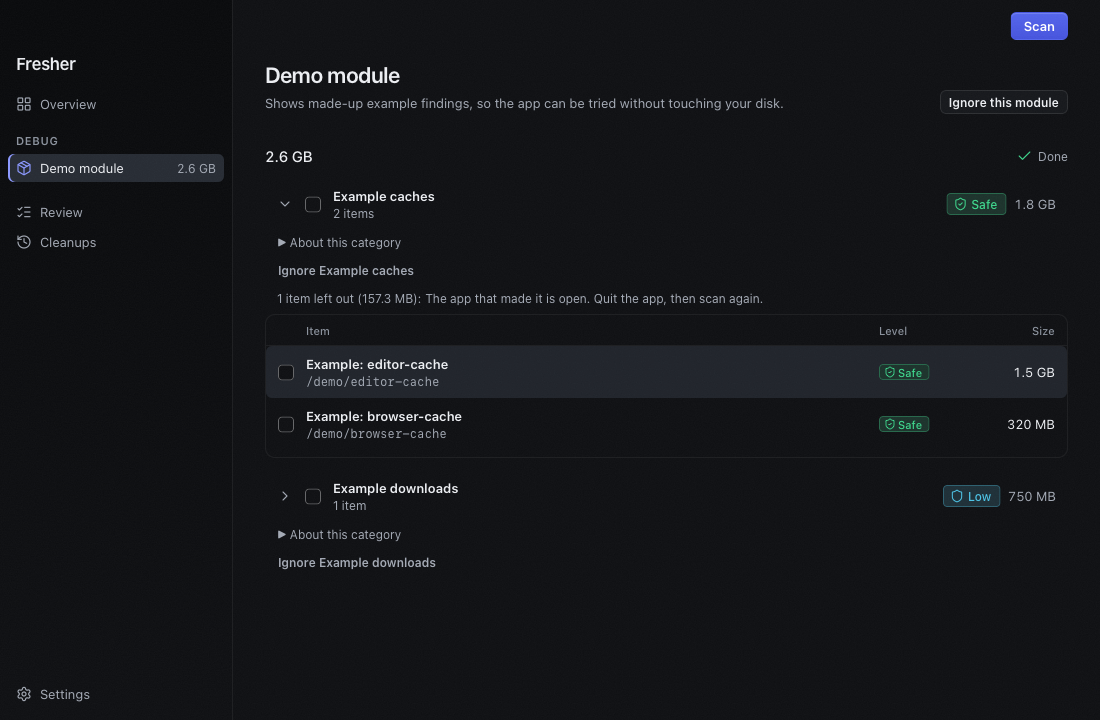 Scan
Fresher
Demo module
Shows made-up example findings, so the app can be tried without touching your disk.
Ignore this module
Overview
DEBUG
Demo module 2.6 GB
Review
Cleanups
2.6 GB
Done
Example caches
2 items
Safe 1.8 GB
About this category
Ignore Example caches
1 item left out (157.3 MB): The app that made it is open. Quit the app, then scan again.
Item Level Size
Example: editor-cache
/demo/editor-cache
Safe 1.5 GB
Example: browser-cache
/demo/browser-cache
Safe 320 MB
Example downloads
1 item
Low 750 MB
About this category
Ignore Example downloads
Settings